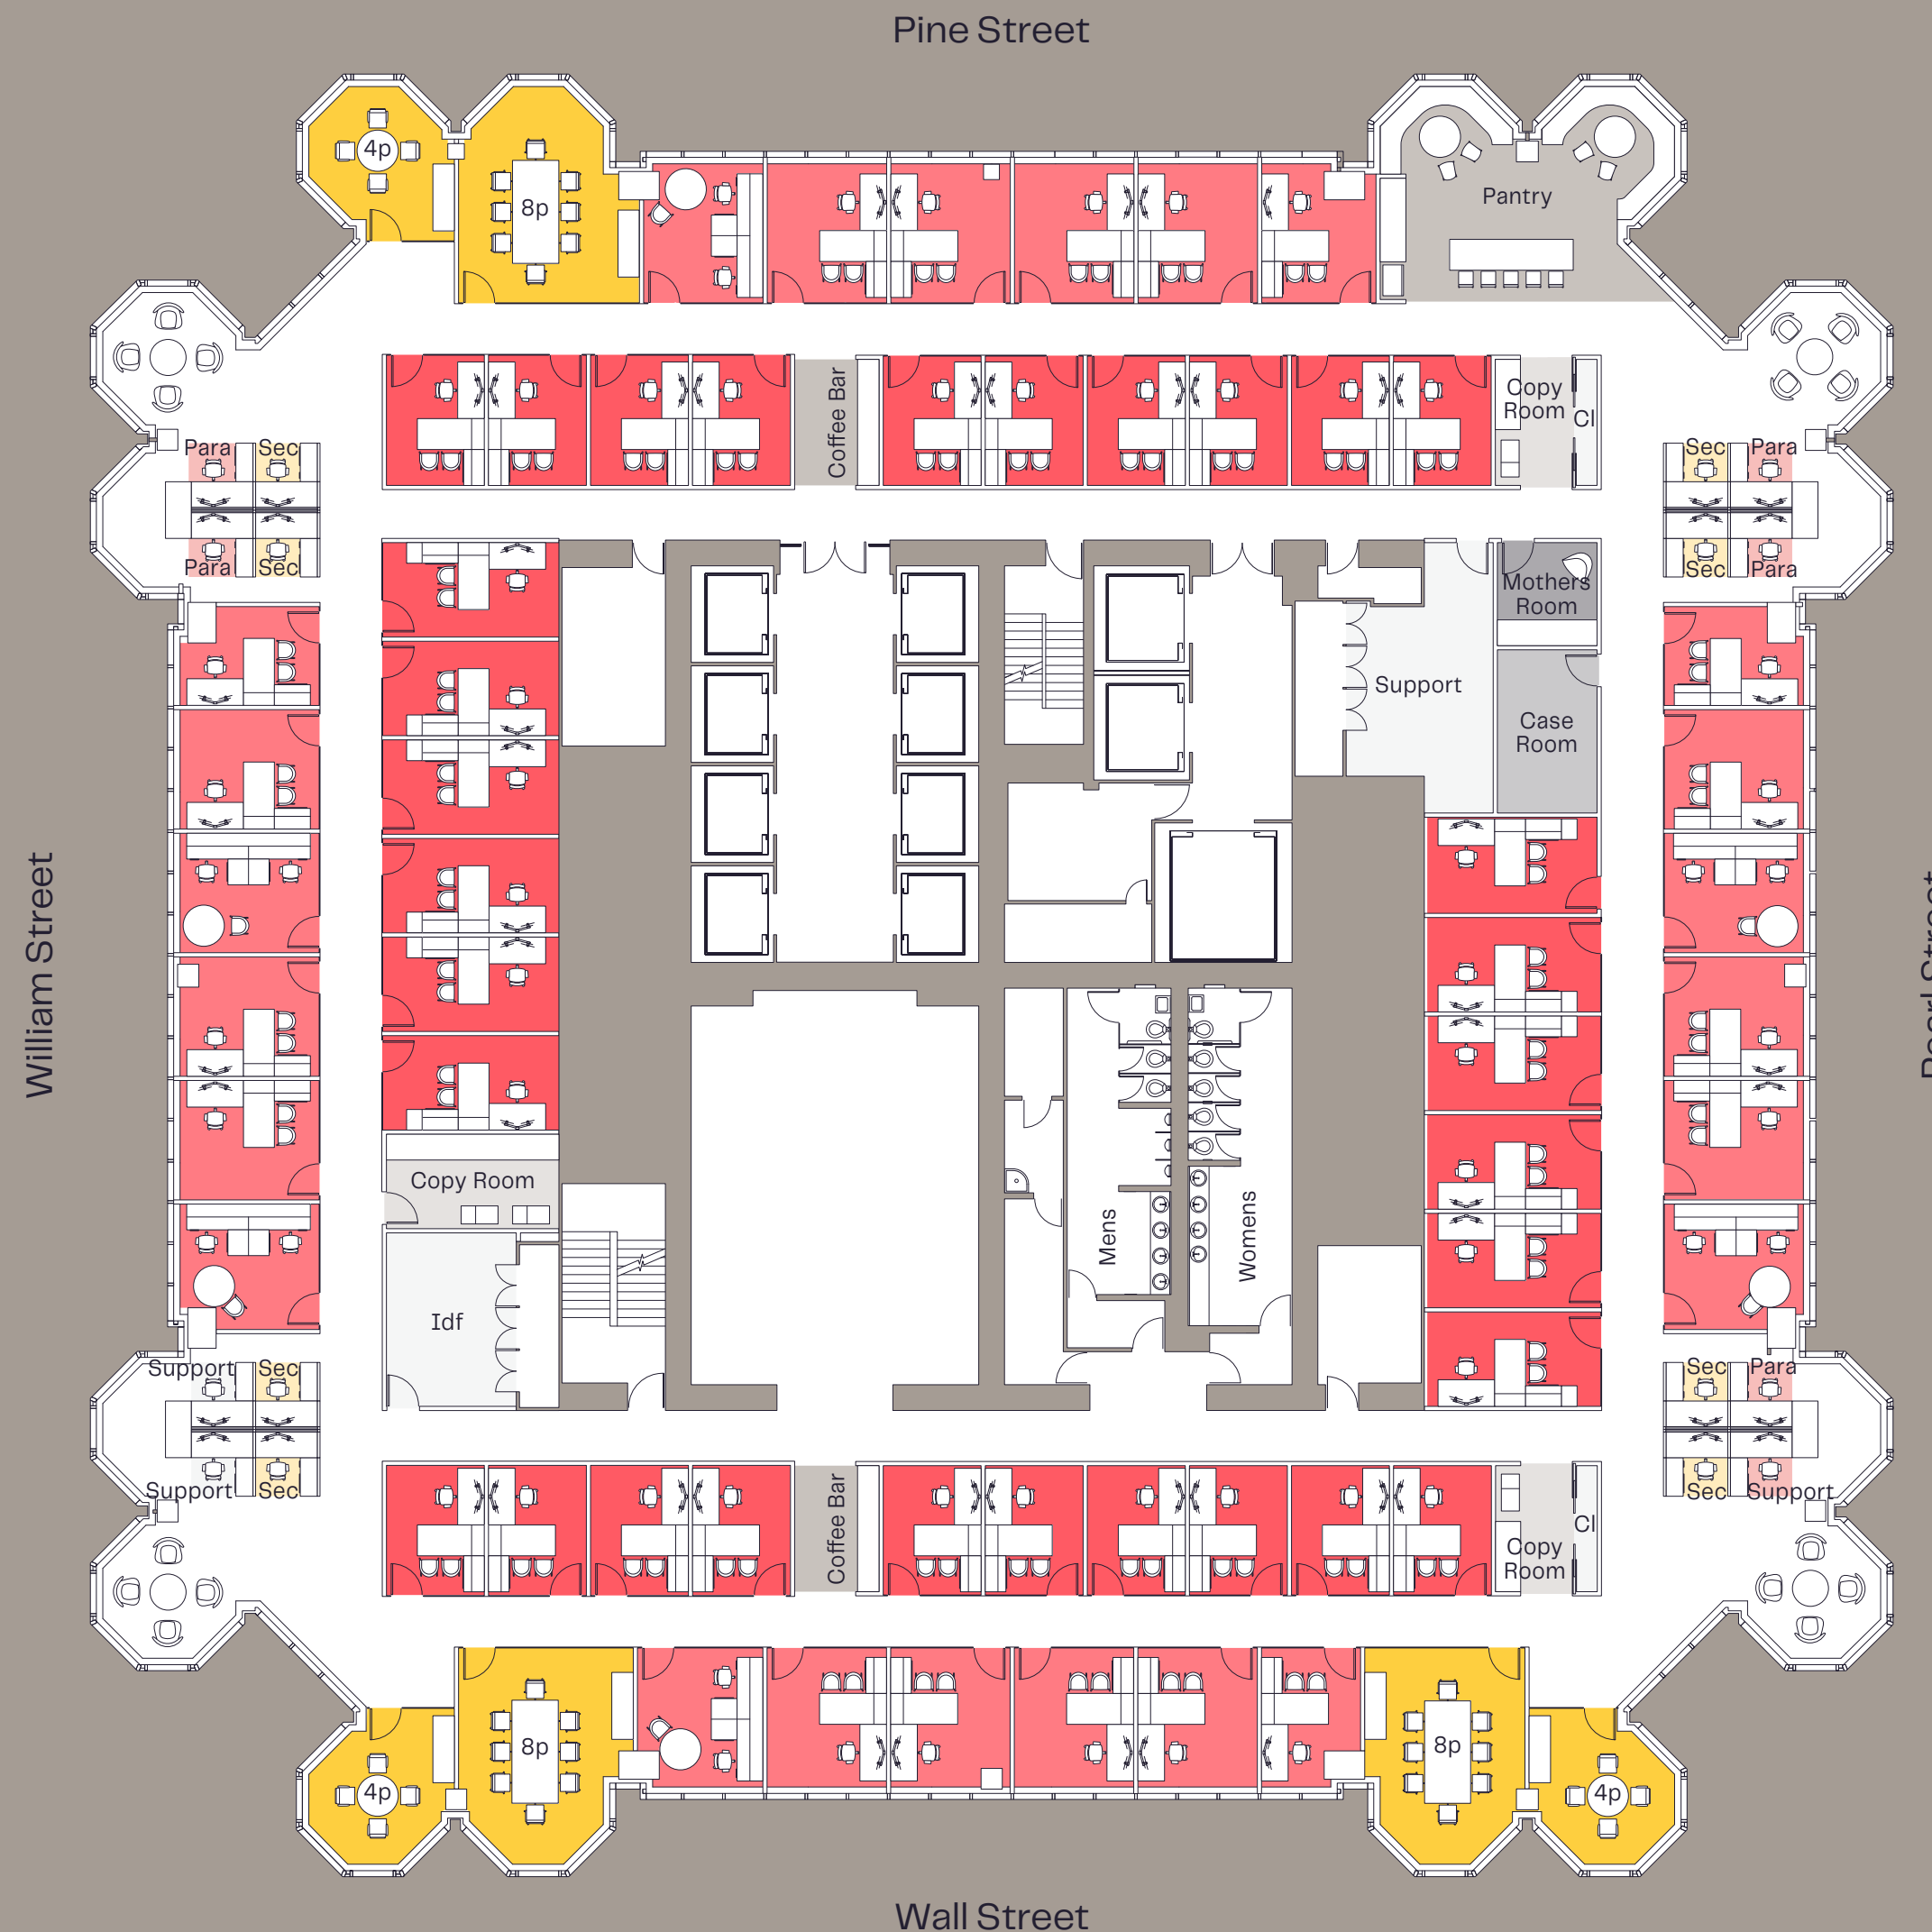 Pine Street
4p
8p
Pantry
Coffee Bar
Copy
Room
Cl
Para
Sec
Sec
Para
Para
Sec
Sec
Para
Mothers
Room
Support
Case
Room
William Street
Copy Room
Idf
Mens
Womens
Support
Sec
Sec
Para
Support
Sec
Sec
Support
Coffee Bar
Copy
Room
Cl
8p
8p
4p
4p
Wall Street